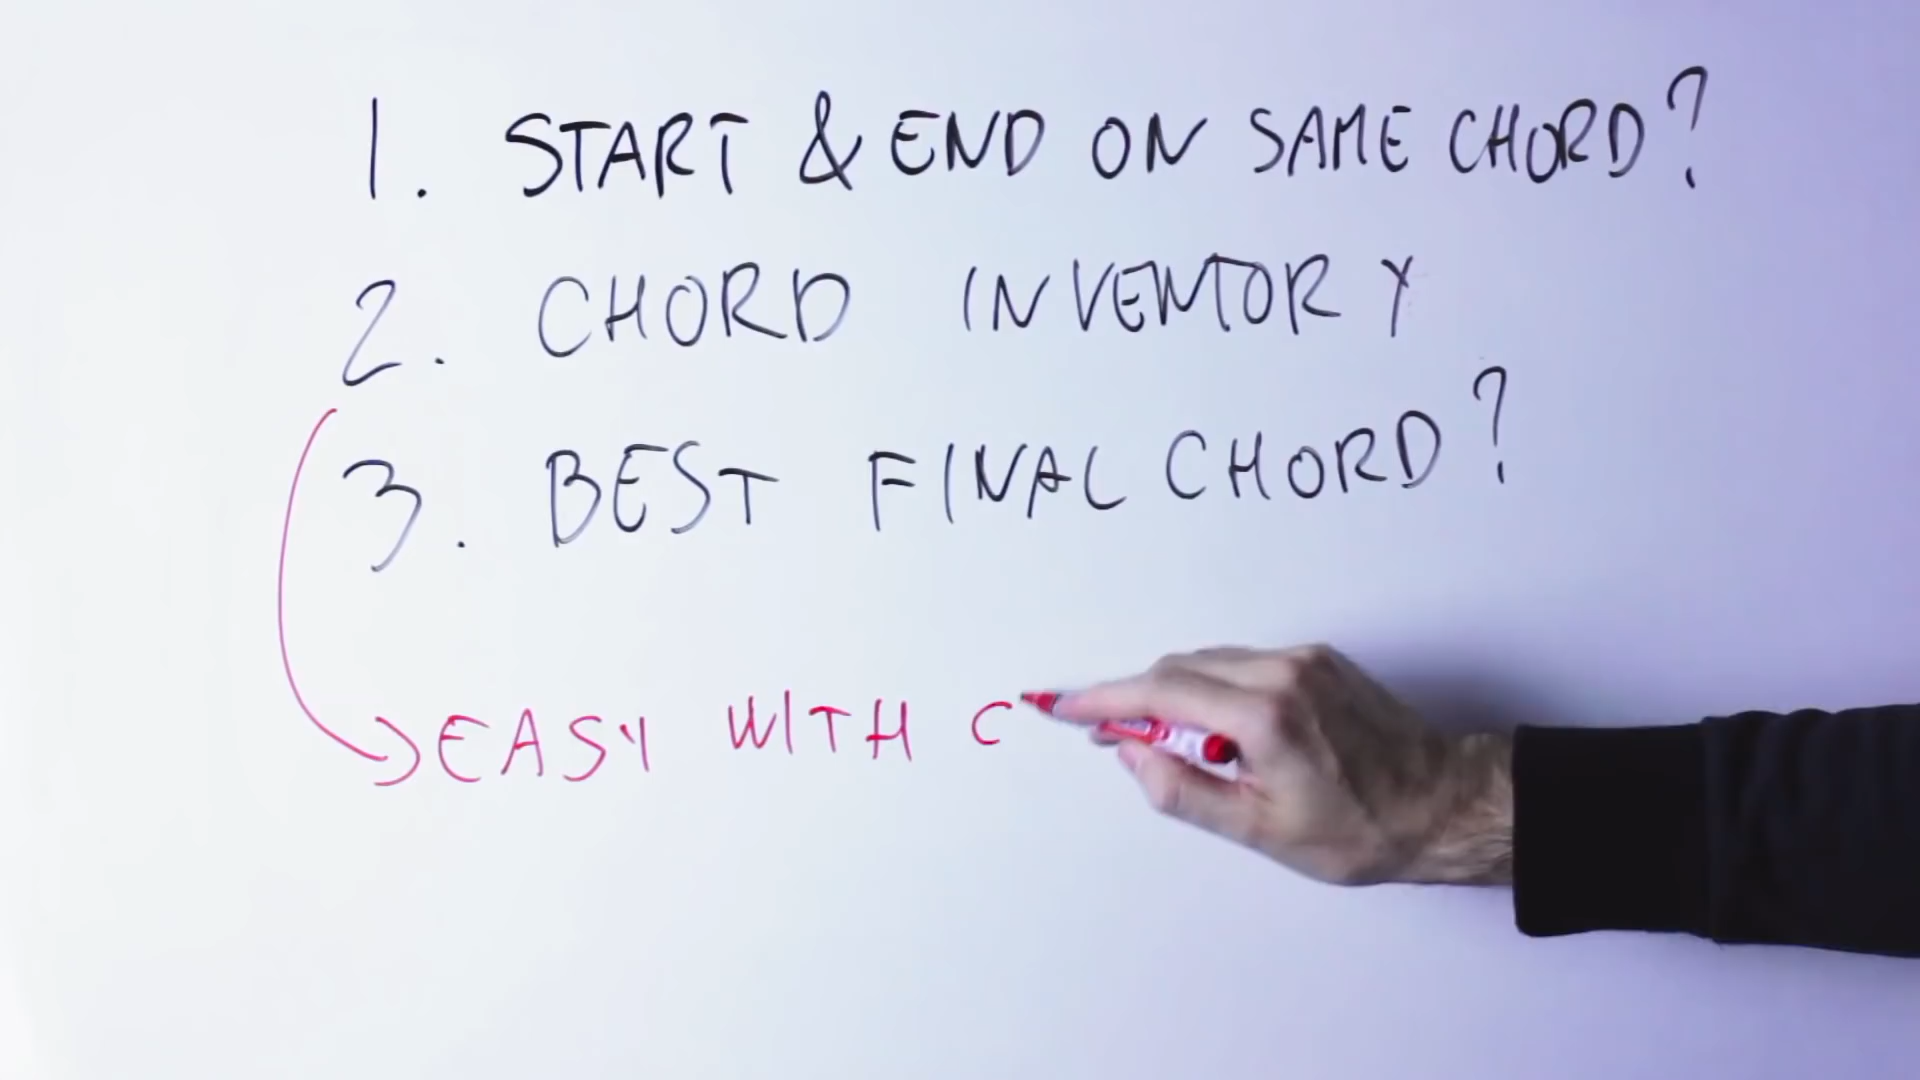 1. START & END ON SAME CHORD?
2. CHORD INVENTORY
3. BEST FINAL CHORD?
EASY WITH C